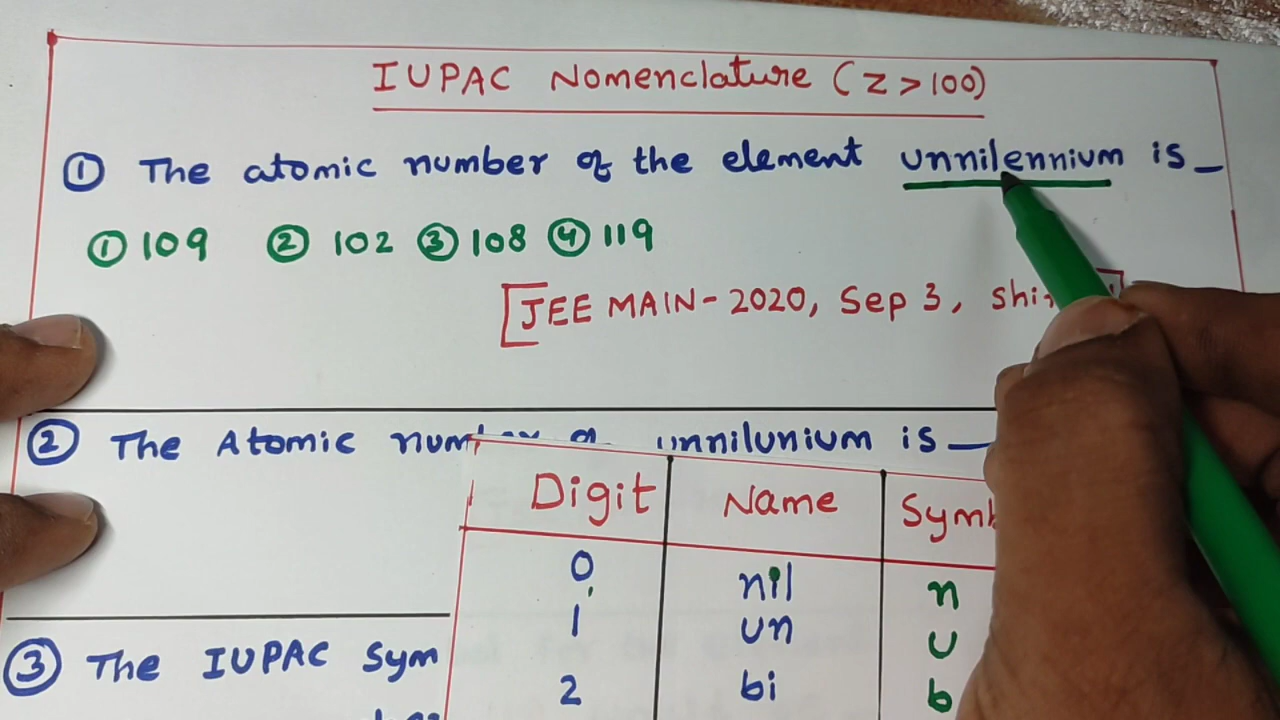 IUPAC Nomenclature (Z > 100)
① The atomic number of the element unnilennium is _
① 109 ② 102 ③ 108 ④ 119
[JEE MAIN - 2020, Sep 3,
② The Atomic unnilunium is —
Digit Name
0 nil n
1 un u
2 bi b
③ The IUPAC Sym